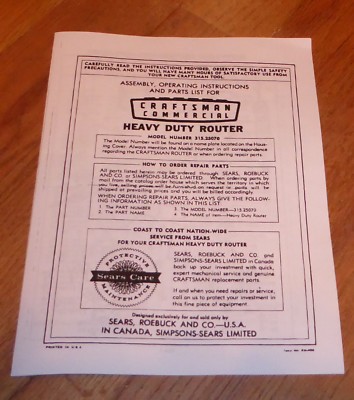 CAREFULLY READ THE INSTRUCTIONS PROVIDED, OBSERVE THE SIMPLE SAFETY
PRECAUTIONS, AND YOU WILL HAVE MANY HOURS OF SATISFACTORY USE FROM
YOUR NEW CRAFTSMAN TOOL.
ASSEMBLY, OPERATING INSTRUCTIONS
AND PARTS LIST FOR
CRAFTSMAN
COMMERCIAL
HEAVY DUTY ROUTER
MODEL NUMBER 315.25070
The Model Number will be found on a name plate located on the Hous-
ing Cover. Always mention the Model Number in all correspondence
regarding the CRAFTSMAN ROUTER or when ordering repair parts.
HOW TO ORDER REPAIR PARTS
All parts listed herein may be ordered through SEARS, ROEBUCK
AND CO. or SIMPSONS-SEARS LIMITED. When ordering parts by
mail from the catalog order house which serves the territory in which
you live, selling prices will be furnished on request or parts will be
shipped at prevailing prices and you will be billed accordingly.
WHEN ORDERING REPAIR PARTS, ALWAYS GIVE THE FOLLOW-
ING INFORMATION AS SHOWN IN THIS LIST:
1. The PART NUMBER 3. The MODEL NUMBER—315.25070
2. The PART NAME 4. The NAME of item—Heavy Duty Router
COAST TO COAST NATION-WIDE
SERVICE FROM SEARS
FOR YOUR CRAFTSMAN HEAVY DUTY ROUTER
PROTECTIVE
Sears Care
MAINTENANCE
SEARS, ROEBUCK AND CO. and
SIMPSONS-SEARS LIMITED in Canada
back up your investment with quick,
expert mechanical service and genuine
CRAFTSMAN replacement parts.
If and when you need repairs or service,
call on us to protect your investment in
this fine piece of equipment.
Designed exclusively for and sold only by
SEARS, ROEBUCK AND CO.—U.S.A.
IN CANADA, SIMPSONS-SEARS LIMITED
PRINTED IN U.S.A.